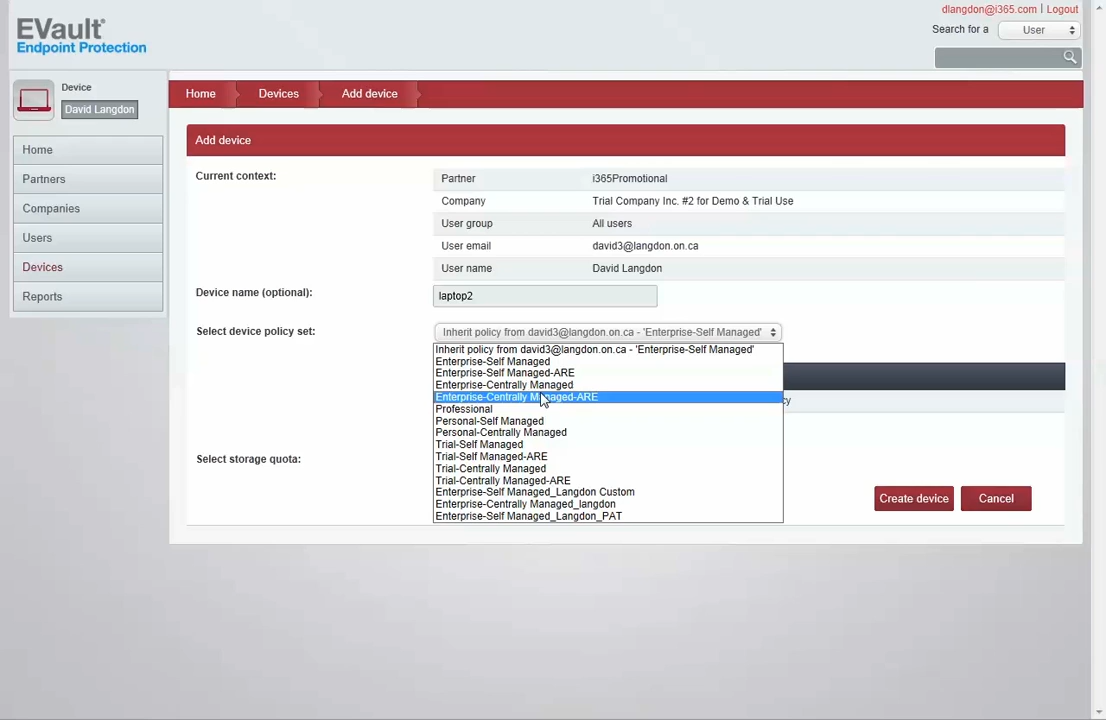 dlangdon@i365.com | Logout
EVault®
Endpoint Protection
Search for a User
Device
David Langdon
Home Devices Add device
Home
Partners
Companies
Users
Devices
Reports
Add device
Current context:
Partner i365Promotional
Company Trial Company Inc. #2 for Demo & Trial Use
User group All users
User email david3@langdon.on.ca
User name David Langdon
Device name (optional): laptop2
Select device policy set: Inherit policy from david3@langdon.on.ca - 'Enterprise-Self Managed'
Inherit policy from david3@langdon.on.ca - 'Enterprise-Self Managed'
Enterprise-Self Managed
Enterprise-Self Managed-ARE
Enterprise-Centrally Managed
Enterprise-Centrally Managed-ARE
Professional
Personal-Self Managed
Personal-Centrally Managed
Trial-Self Managed
Trial-Self Managed-ARE
Trial-Centrally Managed
Trial-Centrally Managed-ARE
Enterprise-Self Managed_Langdon Custom
Enterprise-Centrally Managed_langdon
Enterprise-Self Managed_Langdon_PAT
Select storage quota:
Create device Cancel